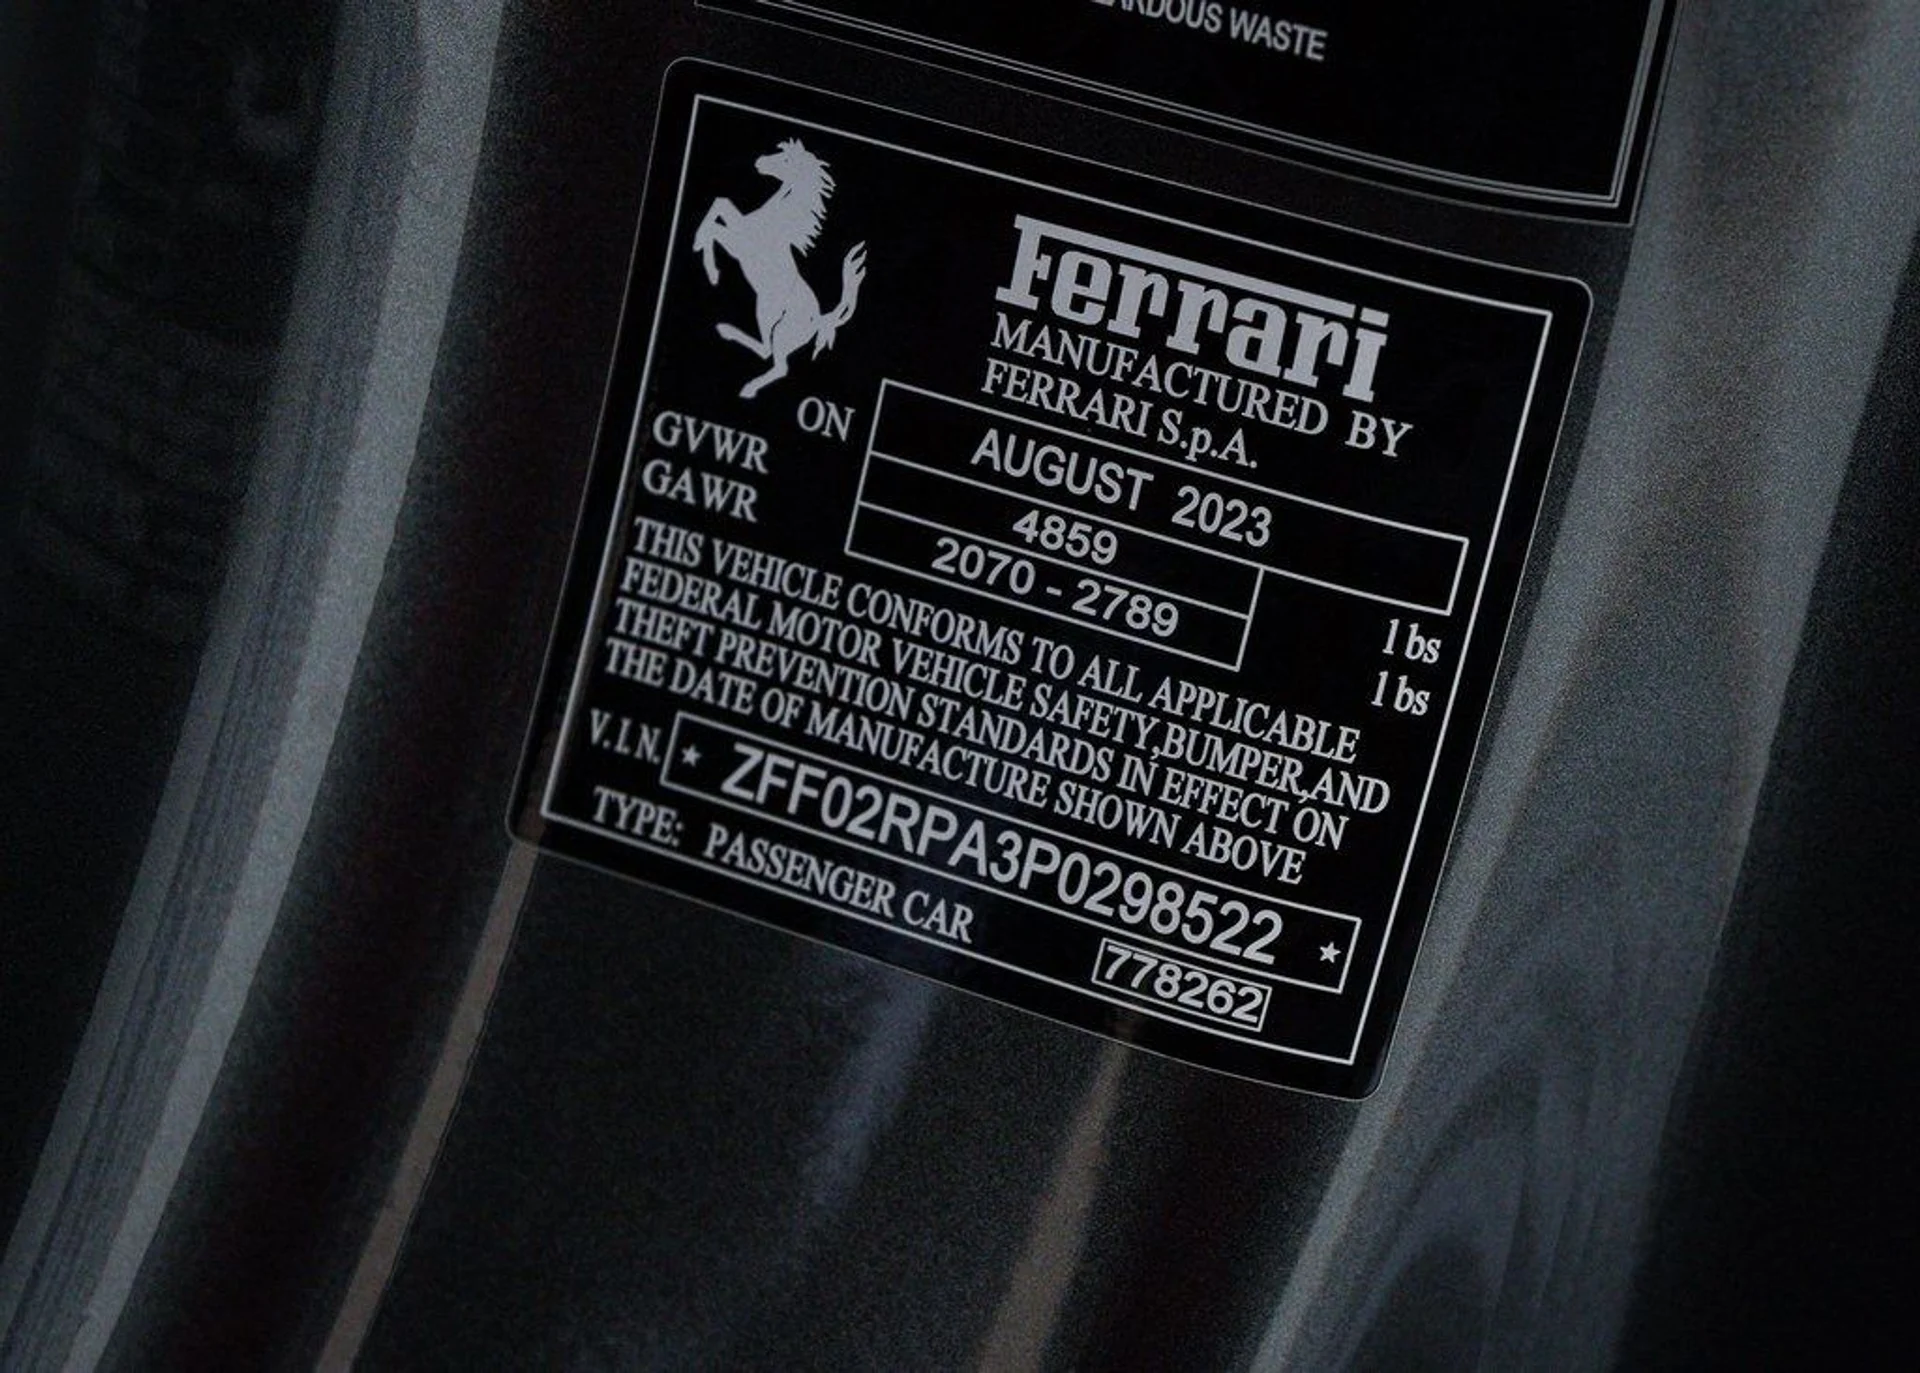 WASTE
Ferrari
MANUFACTURED BY
FERRARI S.p.A.
ON AUGUST 2023
GVWR 4859 lbs
GAWR 2070 - 2789 lbs
THIS VEHICLE CONFORMS TO ALL APPLICABLE
FEDERAL MOTOR VEHICLE SAFETY,BUMPER,AND
THEFT PREVENTION STANDARDS IN EFFECT ON
THE DATE OF MANUFACTURE SHOWN ABOVE
V.I.N. ★ ZFF02RPA3P0298522 ★
TYPE: PASSENGER CAR
778262